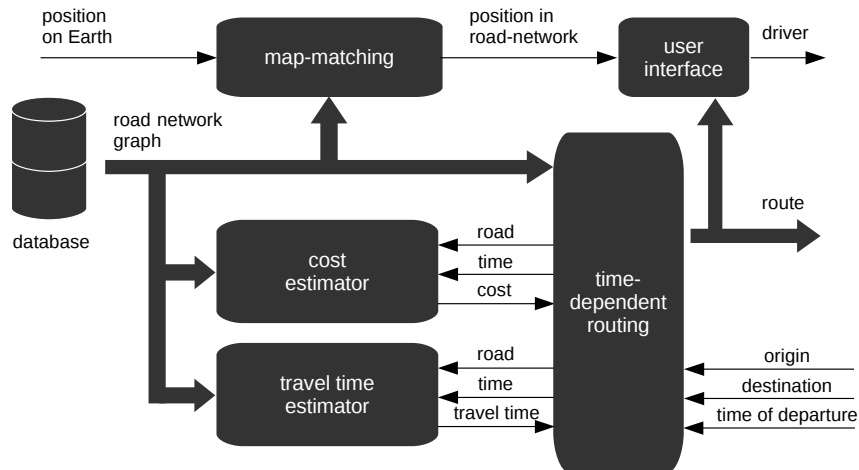 position
on Earth
map-matching
position in
road-network
user
interface
driver
road network
graph
database
route
cost
estimator
road
time
cost
time-
dependent
routing
travel time
estimator
road
time
travel time
origin
destination
time of departure